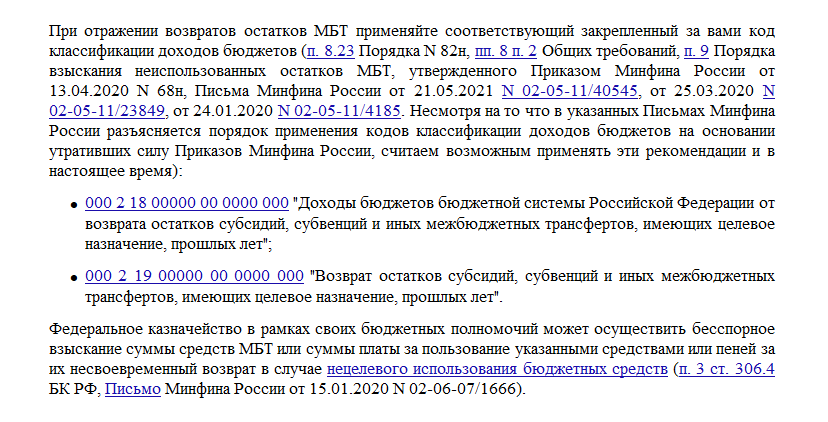 При отражении возвратов остатков МБТ применяйте соответствующий закрепленный за вами код
классификации доходов бюджетов (п. 8.23 Порядка N 82н, пп. 8 п. 2 Общих требований, п. 9 Порядка
взыскания неиспользованных остатков МБТ, утвержденного Приказом Минфина России от
13.04.2020 N 68н, Письма Минфина России от 21.05.2021 N 02-05-11/40545, от 25.03.2020 N
02-05-11/23849, от 24.01.2020 N 02-05-11/4185. Несмотря на то что в указанных Письмах Минфина
России разъясняется порядок применения кодов классификации доходов бюджетов на основании
утративших силу Приказов Минфина России, считаем возможным применять эти рекомендации и в
настоящее время):
● 000 2 18 00000 00 0000 000 "Доходы бюджетов бюджетной системы Российской Федерации от
возврата остатков субсидий, субвенций и иных межбюджетных трансфертов, имеющих целевое
назначение, прошлых лет";
● 000 2 19 00000 00 0000 000 "Возврат остатков субсидий, субвенций и иных межбюджетных
трансфертов, имеющих целевое назначение, прошлых лет".
Федеральное казначейство в рамках своих бюджетных полномочий может осуществить бесспорное
взыскание суммы средств МБТ или суммы платы за пользование указанными средствами или пеней за
их несвоевременный возврат в случае нецелевого использования бюджетных средств (п. 3 ст. 306.4
БК РФ, Письмо Минфина России от 15.01.2020 N 02-06-07/1666).